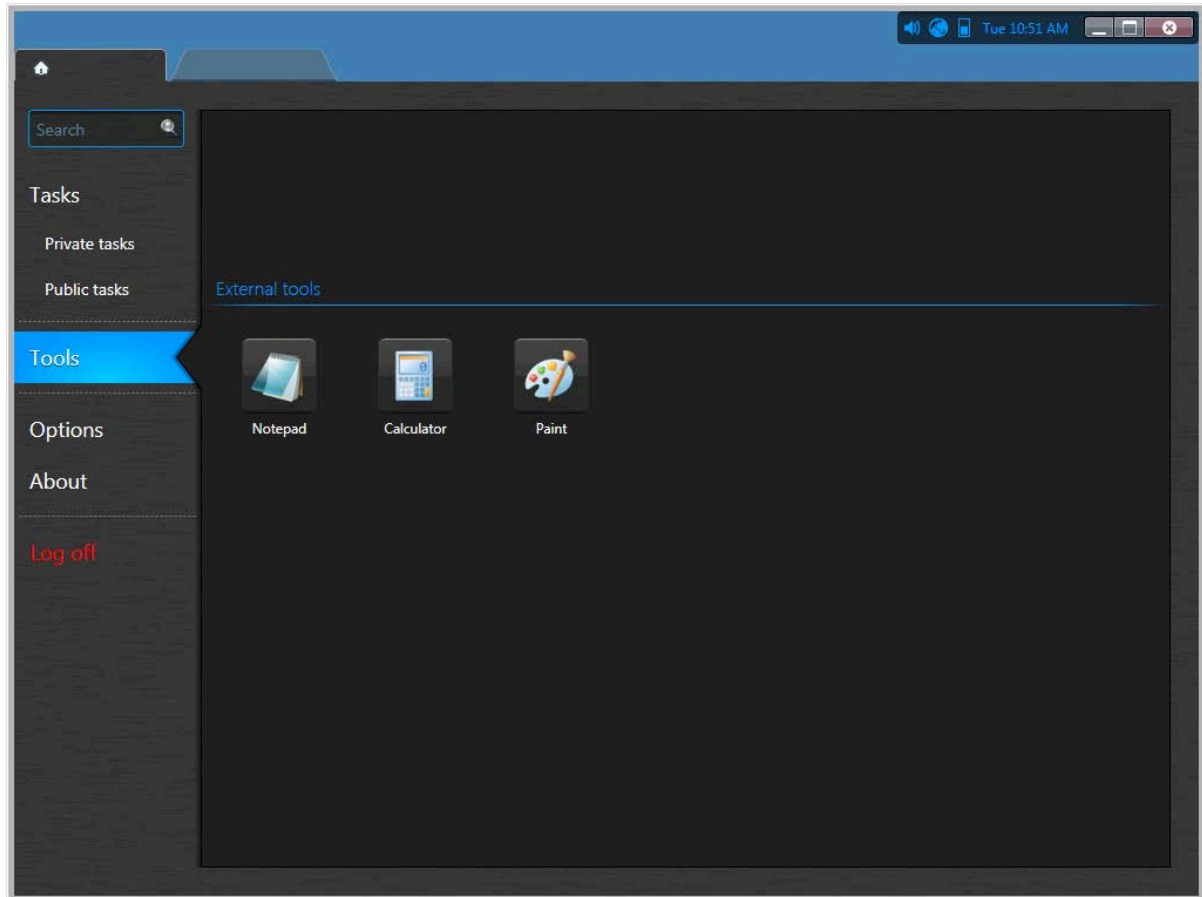 Tue 10:51 AM
Search
Tasks
Private tasks
Public tasks
Tools
Options
About
Log off
External tools
Notepad
Calculator
Paint